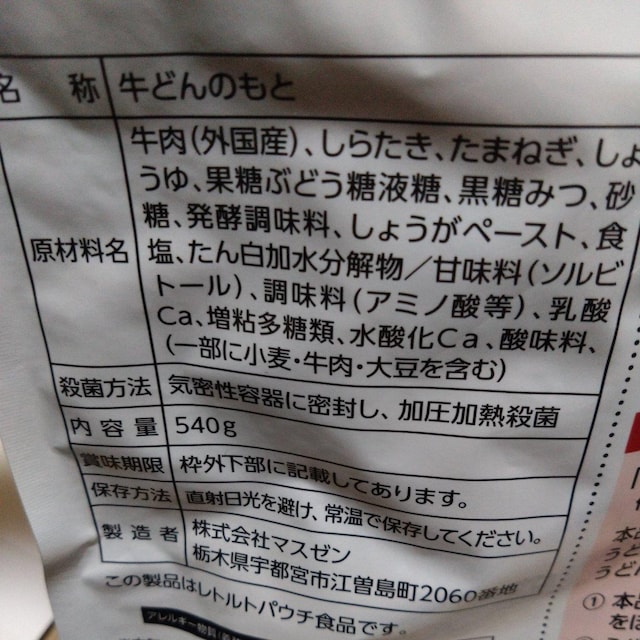 名称 牛どんのもと
原材料名 牛肉(外国産)、しらたき、たまねぎ、しょ
うゆ、果糖ぶどう糖液糖、黒糖みつ、砂
糖、発酵調味料、しょうがペースト、食
塩、たん白加水分解物/甘味料(ソルビ
トール)、調味料(アミノ酸等)、乳酸
Ca、増粘多糖類、水酸化Ca、酸味料、
(一部に小麦・牛肉・大豆を含む)
殺菌方法 気密性容器に密封し、加圧加熱殺菌
内容量 540g
賞味期限 枠外下部に記載してあります。
保存方法 直射日光を避け、常温で保存してください。
製造者 株式会社マスゼン
栃木県宇都宮市江曽島町2060番地
この製品はレトルトパウチ食品です。
アレルギー物質
① 本品